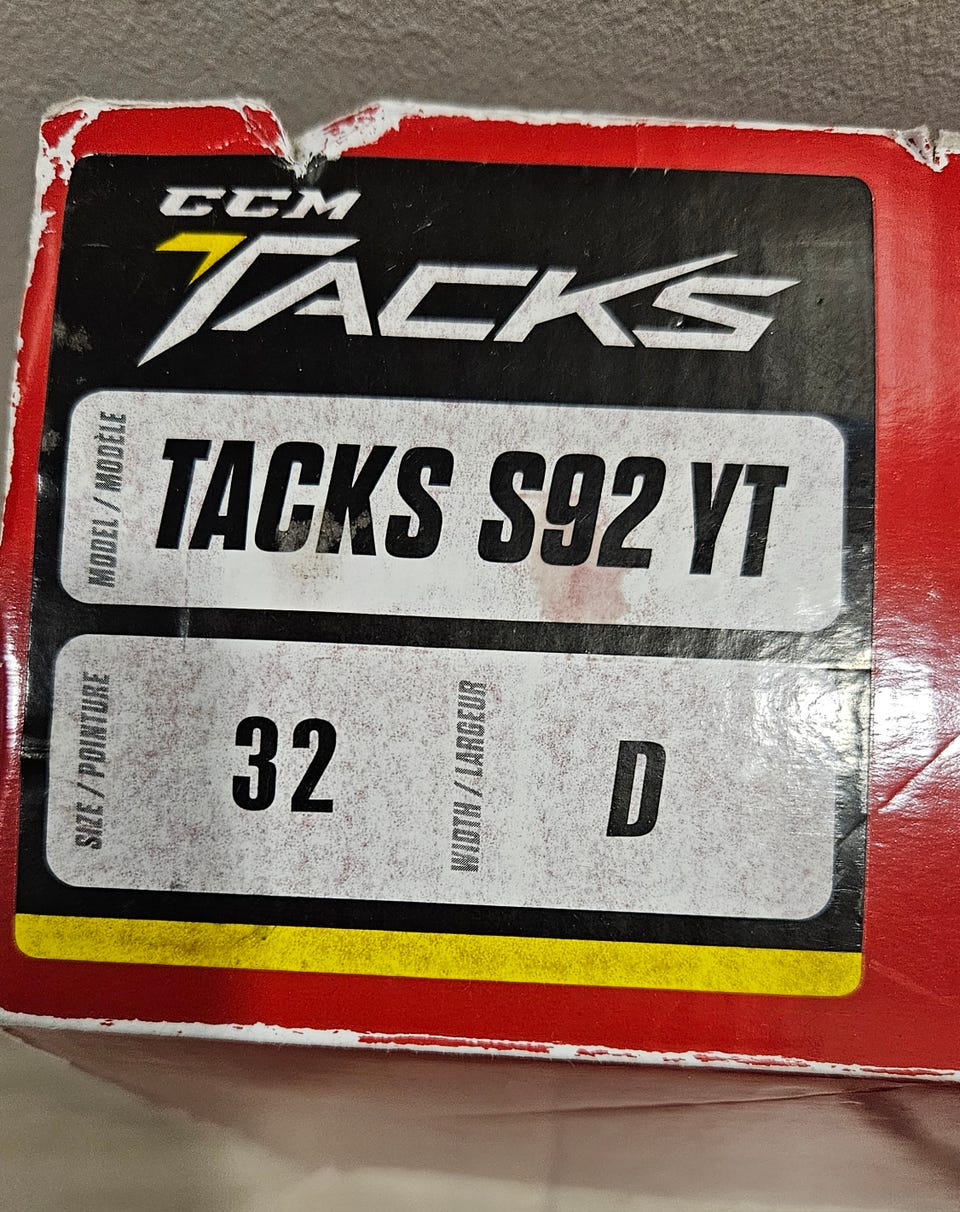 CCM
TACKS
MODEL / MODÈLE
TACKS S92 YT
SIZE / POINTURE
32
WIDTH / LARGEUR
D